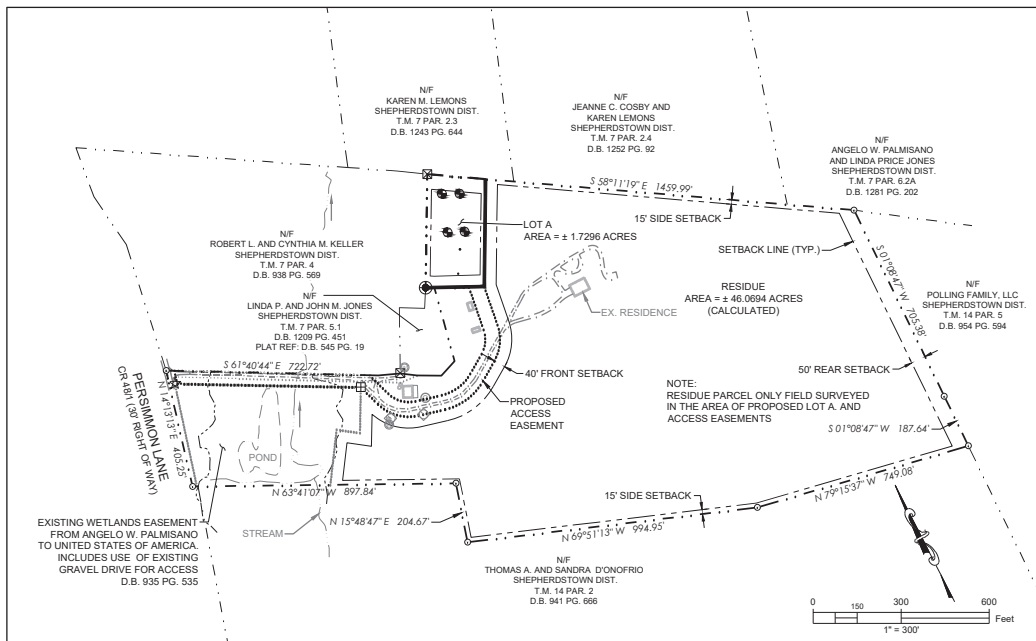 N/F
KAREN M. LEMONS
SHEPHERDSTOWN DIST.
T.M. 7 PAR. 2.3
D.B. 1243 PG. 644
N/F
JEANNE C. COSBY AND
KAREN LEMONS
SHEPHERDSTOWN DIST.
T.M. 7 PAR. 2.4
D.B. 1252 PG. 92
N/F
ANGELO W. PALMISANO
AND LINDA PRICE JONES
SHEPHERDSTOWN DIST.
T.M. 7 PAR. 6.2A
D.B. 1281 PG. 202
S 58°11'19" E 1459.99'
15' SIDE SETBACK
LOT A
AREA = ± 1.7296 ACRES
SETBACK LINE (TYP.)
N/F
ROBERT L. AND CYNTHIA M. KELLER
SHEPHERDSTOWN DIST.
T.M. 7 PAR. 4
D.B. 938 PG. 569
S 01°08'47" W 705.38'
RESIDUE
AREA = ± 46.0694 ACRES
(CALCULATED)
N/F
POLLING FAMILY, LLC
SHEPHERDSTOWN DIST.
T.M. 14 PAR. 5
D.B. 954 PG. 594
N/F
LINDA P. AND JOHN M. JONES
SHEPHERDSTOWN DIST.
T.M. 7 PAR. 5.1
D.B. 1209 PG. 451
PLAT REF: D.B. 545 PG. 19
EX. RESIDENCE
S 61°40'44" E 722.72'
40' FRONT SETBACK
50' REAR SETBACK
PERSIMMON LANE
CR 48/1 (30' RIGHT OF WAY)
N 14°13'13" E 405.25'
PROPOSED
ACCESS
EASEMENT
NOTE:
RESIDUE PARCEL ONLY FIELD SURVEYED
IN THE AREA OF PROPOSED LOT A. AND
ACCESS EASEMENTS
S 01°08'47" W 187.64'
POND
N 63°41'07" W 897.84'
15' SIDE SETBACK
N 79°15'37" W 749.08'
EXISTING WETLANDS EASEMENT
FROM ANGELO W. PALMISANO
TO UNITED STATES OF AMERICA.
INCLUDES USE OF EXISTING
GRAVEL DRIVE FOR ACCESS
D.B. 935 PG. 535
STREAM
N 15°48'47" E 204.67'
N 69°51'13" W 994.95'
N/F
THOMAS A. AND SANDRA D'ONOFRIO
SHEPHERDSTOWN DIST.
T.M. 14 PAR. 2
D.B. 941 PG. 666
0 150 300 600
Feet
1" = 300'